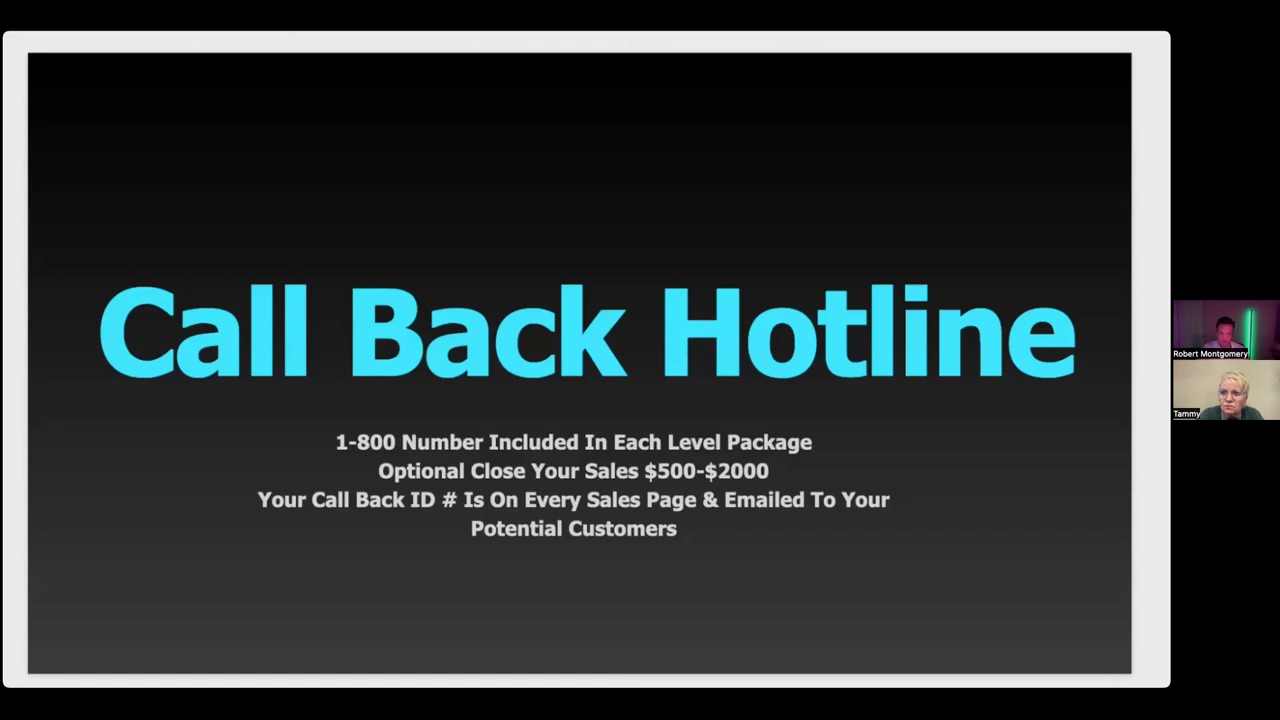 Call Back Hotline
1-800 Number Included In Each Level Package
Optional Close Your Sales $500-$2000
Your Call Back ID # Is On Every Sales Page & Emailed To Your
Potential Customers
Robert Montgomery
Tammy